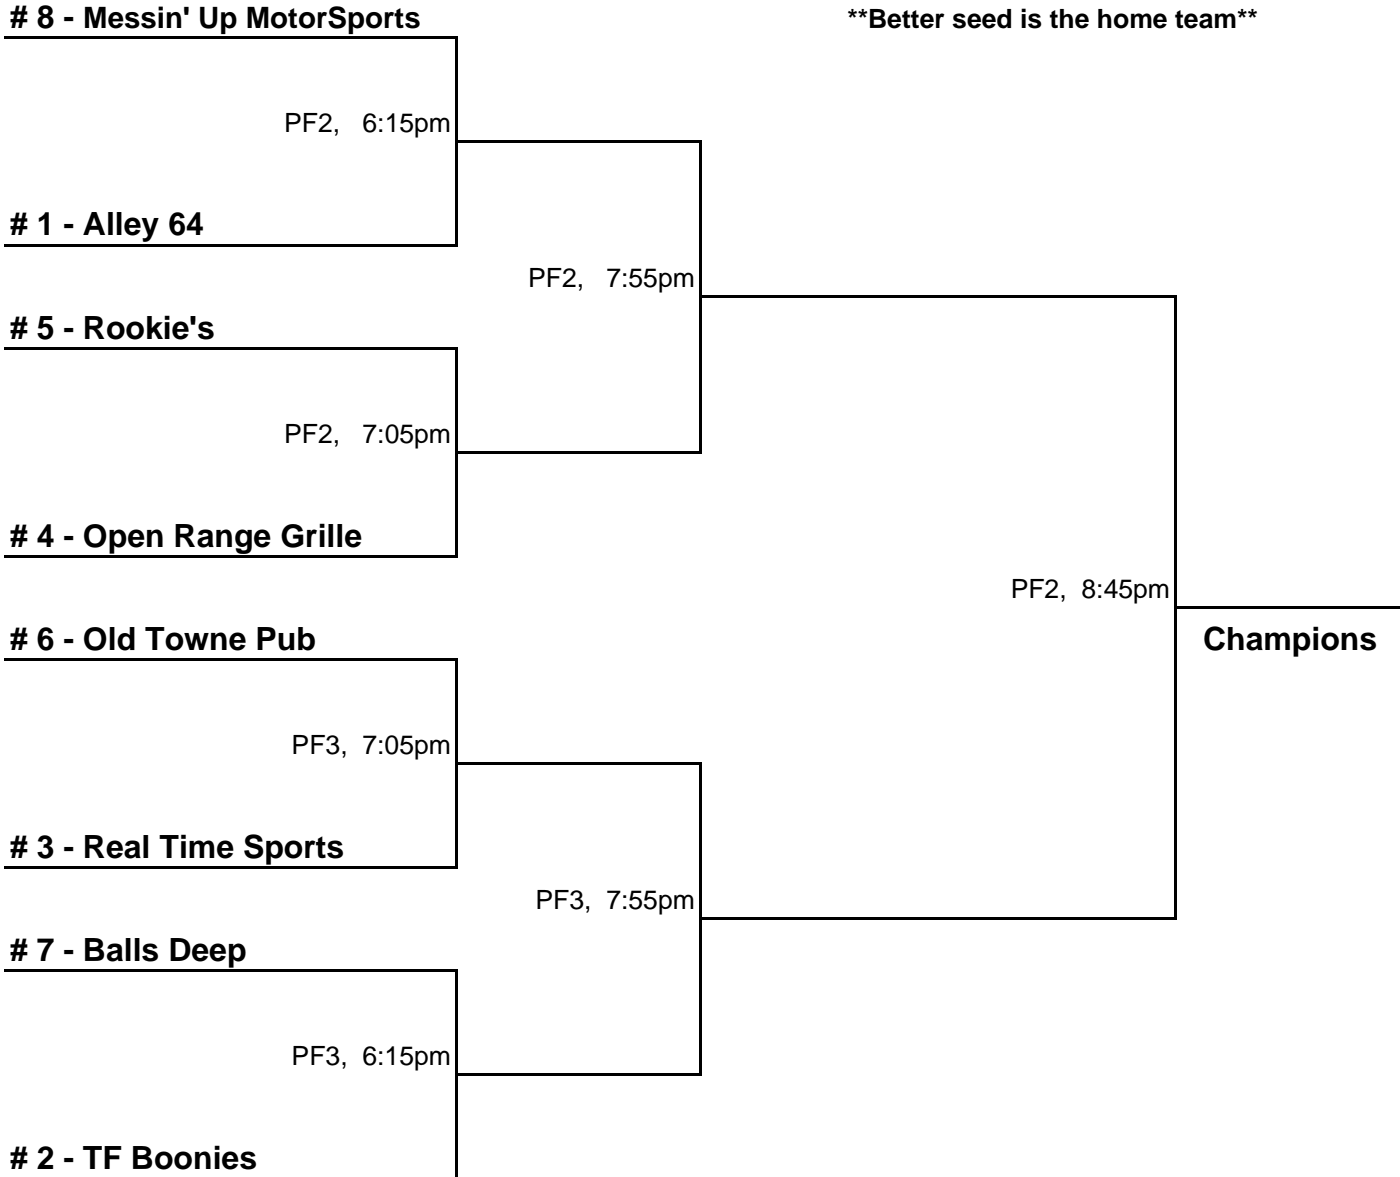 # 8 - Messin' Up MotorSports
**Better seed is the home team**
PF2, 6:15pm
# 1 - Alley 64
PF2, 7:55pm
# 5 - Rookie's
PF2, 7:05pm
# 4 - Open Range Grille
PF2, 8:45pm
# 6 - Old Towne Pub
Champions
PF3, 7:05pm
# 3 - Real Time Sports
PF3, 7:55pm
# 7 - Balls Deep
PF3, 6:15pm
# 2 - TF Boonies